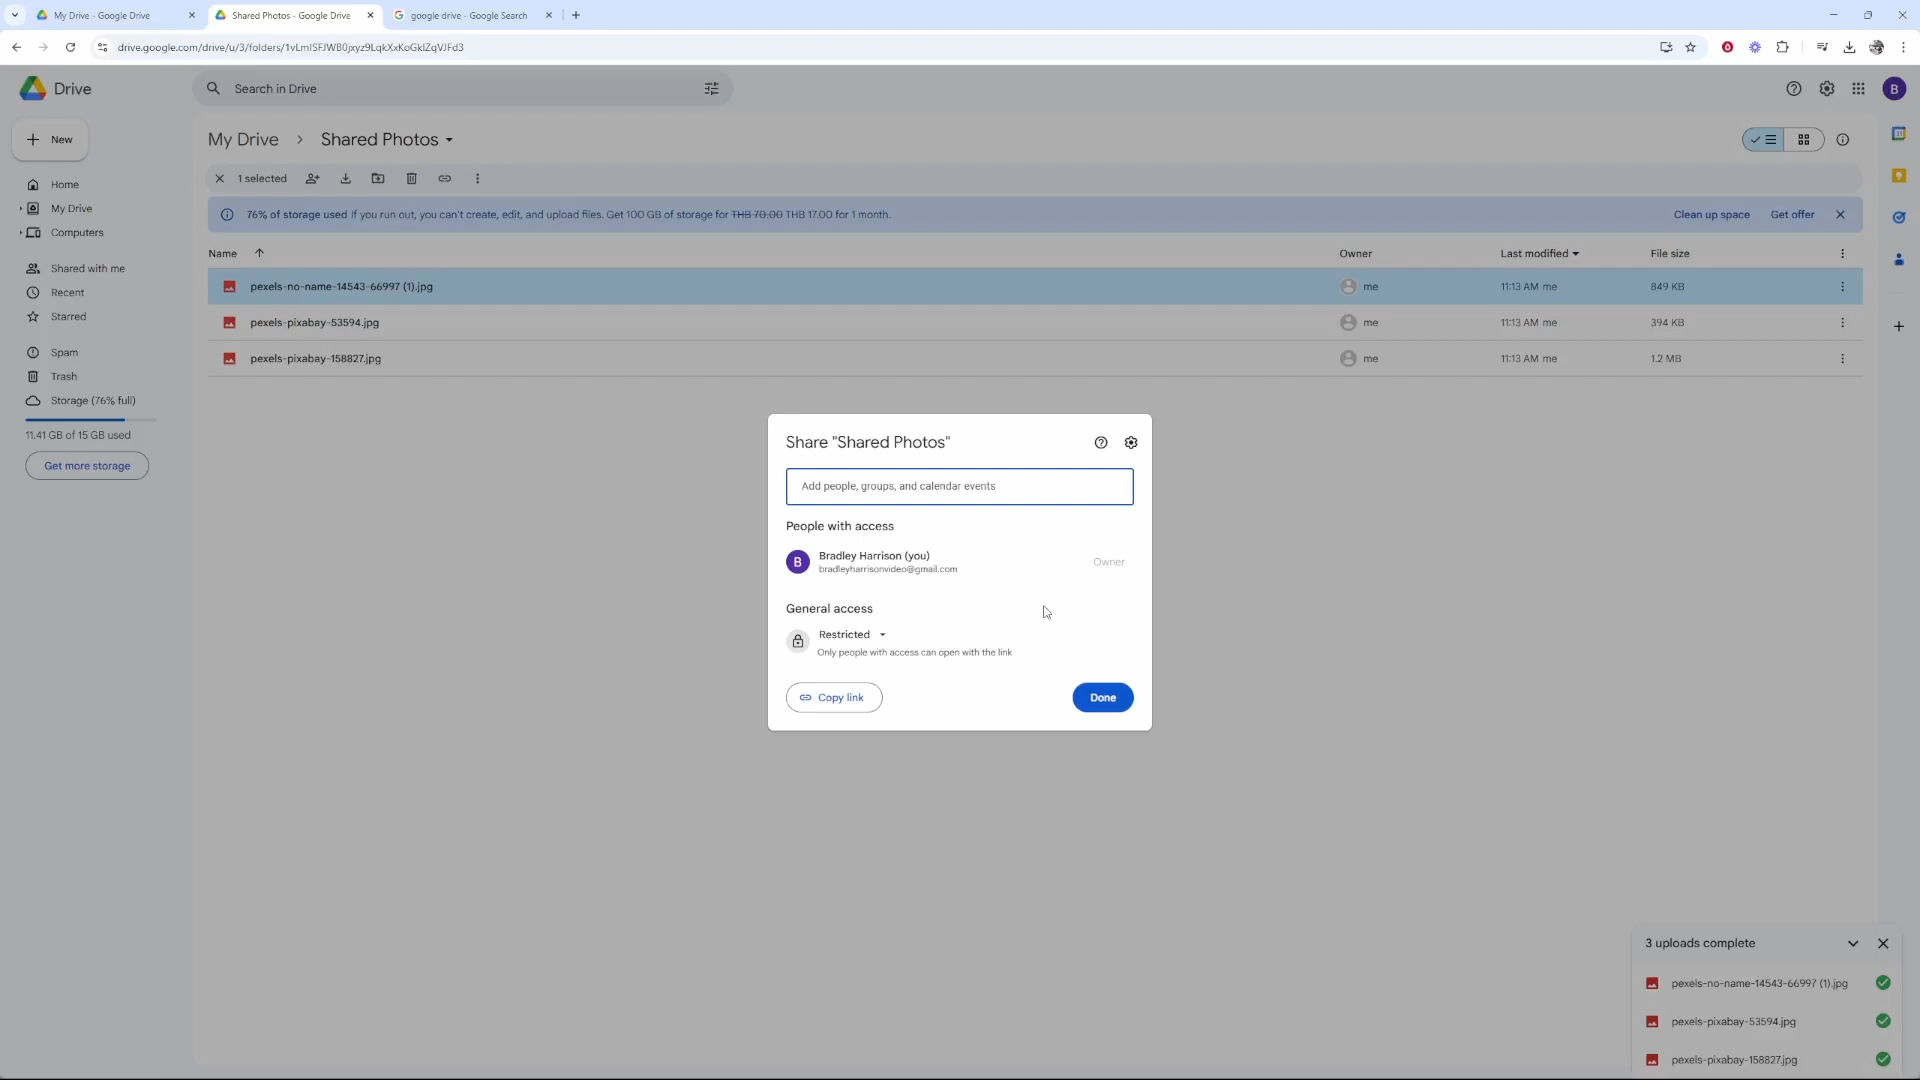 My Drive - Google Drive
Shared Photos - Google Drive
google drive - Google Search
drive.google.com/drive/u/3/folders/1vLmISFJWB0jxyz9LqkXxKoGklZqVJFd3
Drive
Search in Drive
B
New
My Drive > Shared Photos
1 selected
76% of storage used If you run out, you can't create, edit, and upload files. Get 100 GB of storage for THB 70.00 THB 17.00 for 1 month.
Clean up space
Get offer
Home
My Drive
Computers
Shared with me
Recent
Starred
Spam
Trash
Storage (76% full)
11.41 GB of 15 GB used
Get more storage
Name
Owner
Last modified
File size
pexels-no-name-14543-66997 (1).jpg
me
11:13 AM me
849 KB
pexels-pixabay-53594.jpg
me
11:13 AM me
394 KB
pexels-pixabay-158827.jpg
me
11:13 AM me
1.2 MB
Share "Shared Photos"
Add people, groups, and calendar events
People with access
B
Bradley Harrison (you)
bradleyharrisonvideo@gmail.com
Owner
General access
Restricted
Only people with access can open with the link
Copy link
Done
3 uploads complete
pexels-no-name-14543-66997 (1).jpg
pexels-pixabay-53594.jpg
pexels-pixabay-158827.jpg